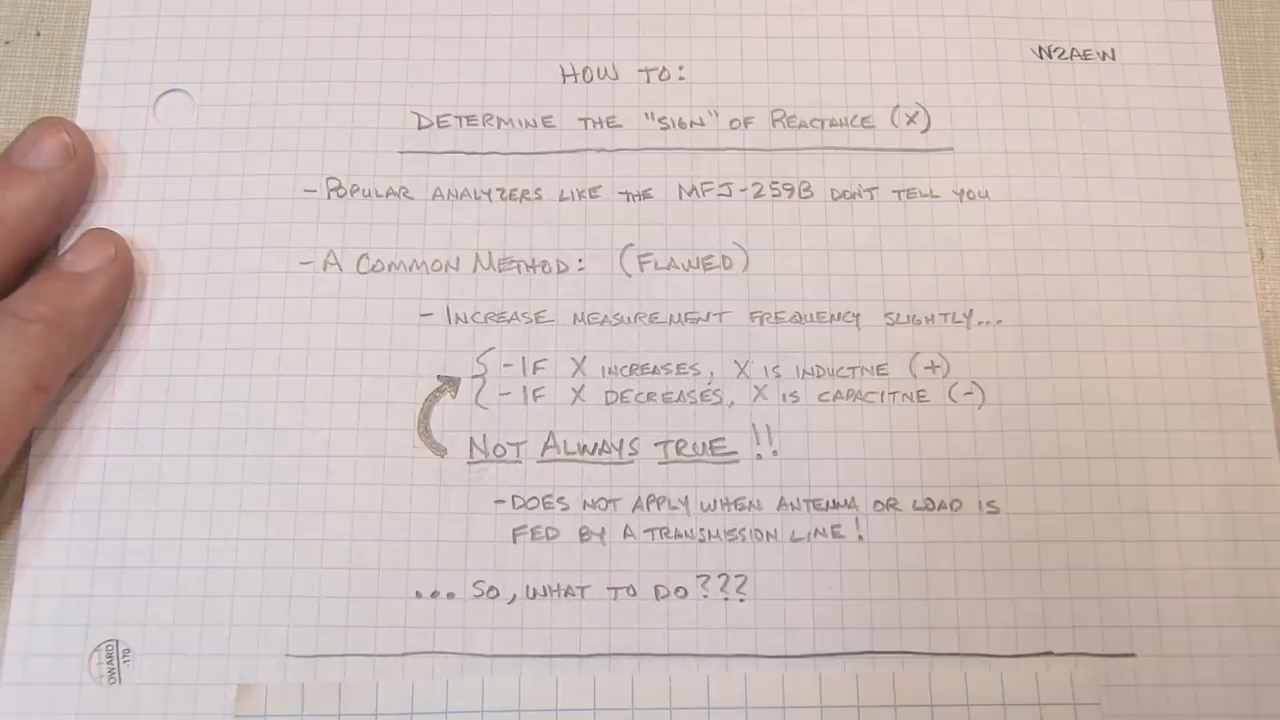 W2AEW
HOW TO:
DETERMINE THE "SIGN" OF REACTANCE (X)
- POPULAR ANALYZERS LIKE THE MFJ-259B DON'T TELL YOU
- A COMMON METHOD: (FLAWED)
- INCREASE MEASUREMENT FREQUENCY SLIGHTLY...
- IF X INCREASES, X IS INDUCTIVE (+)
- IF X DECREASES, X IS CAPACITIVE (-)
NOT ALWAYS TRUE!!
- DOES NOT APPLY WHEN ANTENNA OR LOAD IS
FED BY A TRANSMISSION LINE!
... SO, WHAT TO DO???